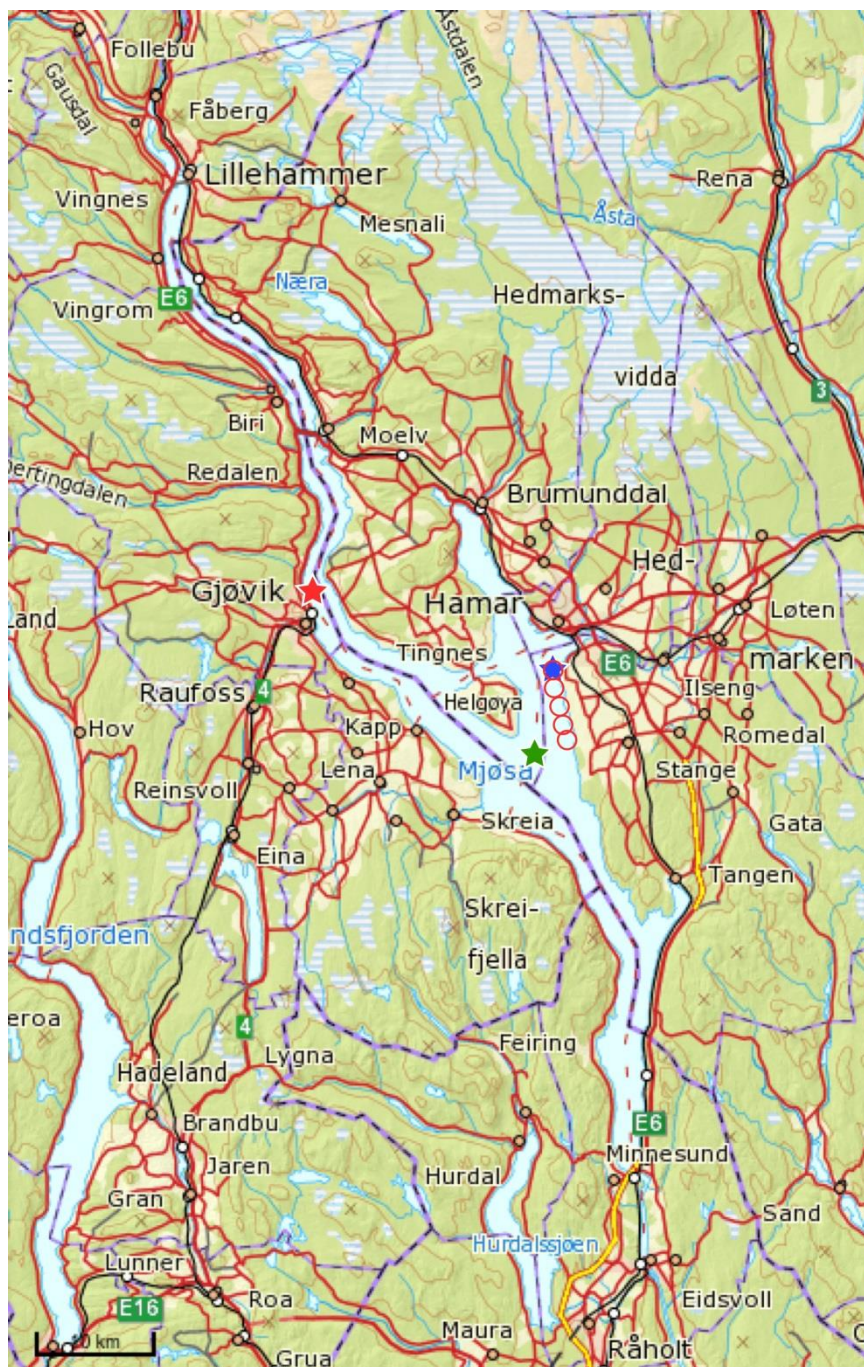 Follebu
Åstdalen
Gausdal
Fåberg
Lillehammer
Rena
Vingnes
Mesnali
Åsta
Næra
E6
Vingrom
Hedmarks-
vidda
3
Biri
Moelv
Redalen
Brumunddal
Hed-
Gjøvik
Hamar
Løten
Land
Tingnes
E6
marken
Raufoss
4
Ilseng
Helgøya
Hov
Kapp
Romedal
Mjøsa
Stange
Reinsvoll
Lena
Skreia
Gata
Eina
Tangen
Skrei-
fjella
ndsfjorden
4
Feiring
Lygna
Hadeland
E6
Brandbu
Minnesund
Jaren
Hurdal
Gran
Sand
Hurdalssjøen
Lunner
E16
Roa
Eidsvoll
Maura
Råholt
Grua